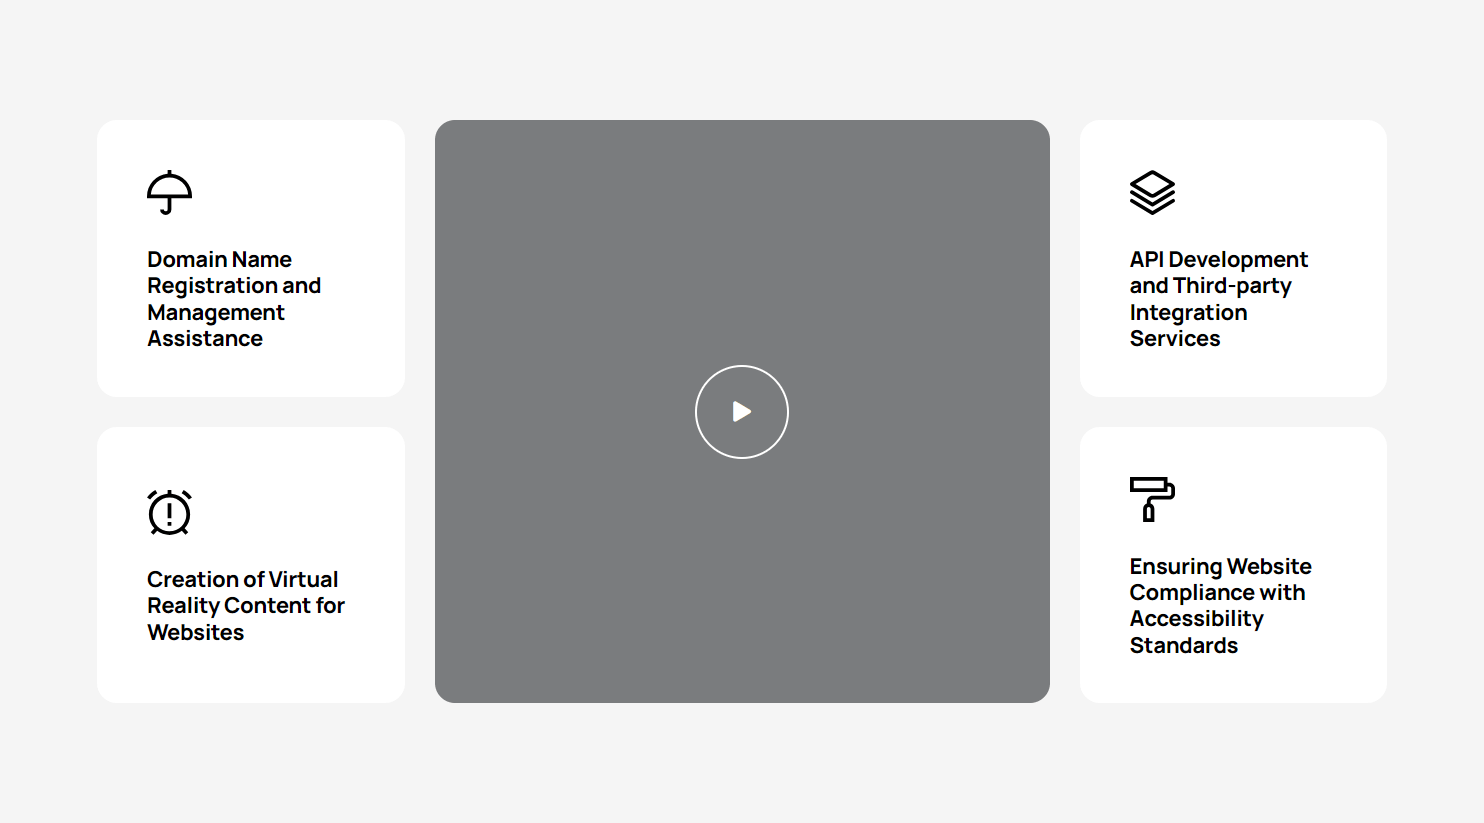 Domain Name
Registration and
Management
Assistance
Creation of Virtual
Reality Content for
Websites
API Development
and Third-party
Integration
Services
Ensuring Website
Compliance with
Accessibility
Standards